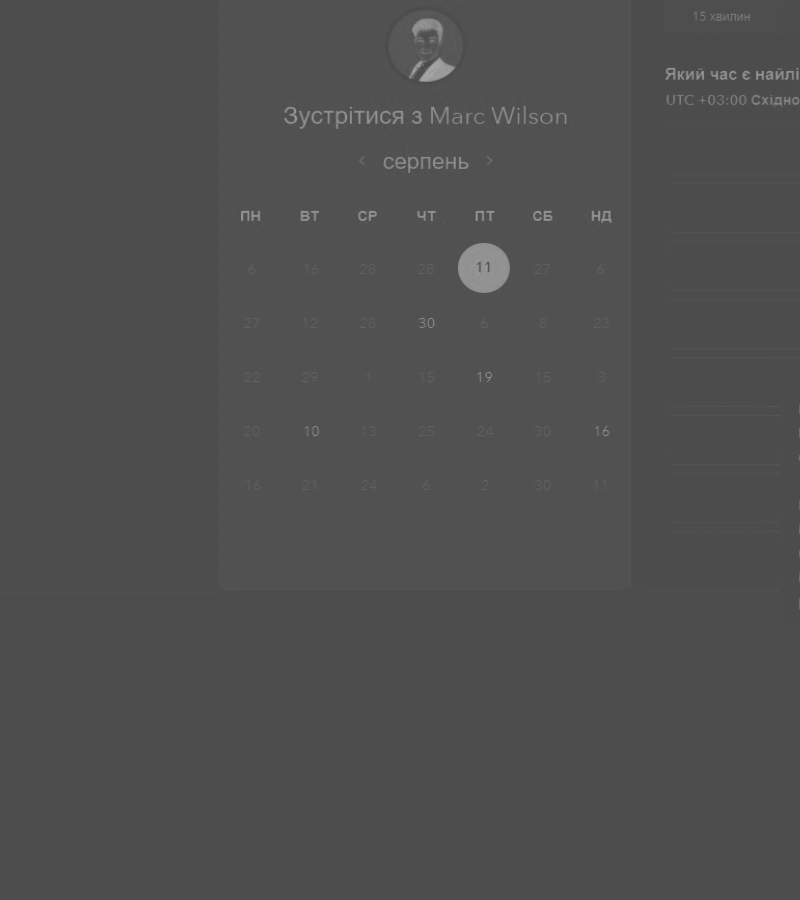 15 хвилин
Який час є найлі
UTC +03:00 Східно
Зустрітися з Marc Wilson
серпень
ПН ВТ СР ЧТ ПТ СБ НД
6 16 28 28 11 27 6
27 12 28 30 6 8 23
22 29 1 15 19 15 3
20 10 13 25 24 30 16
16 21 24 6 2 30 11